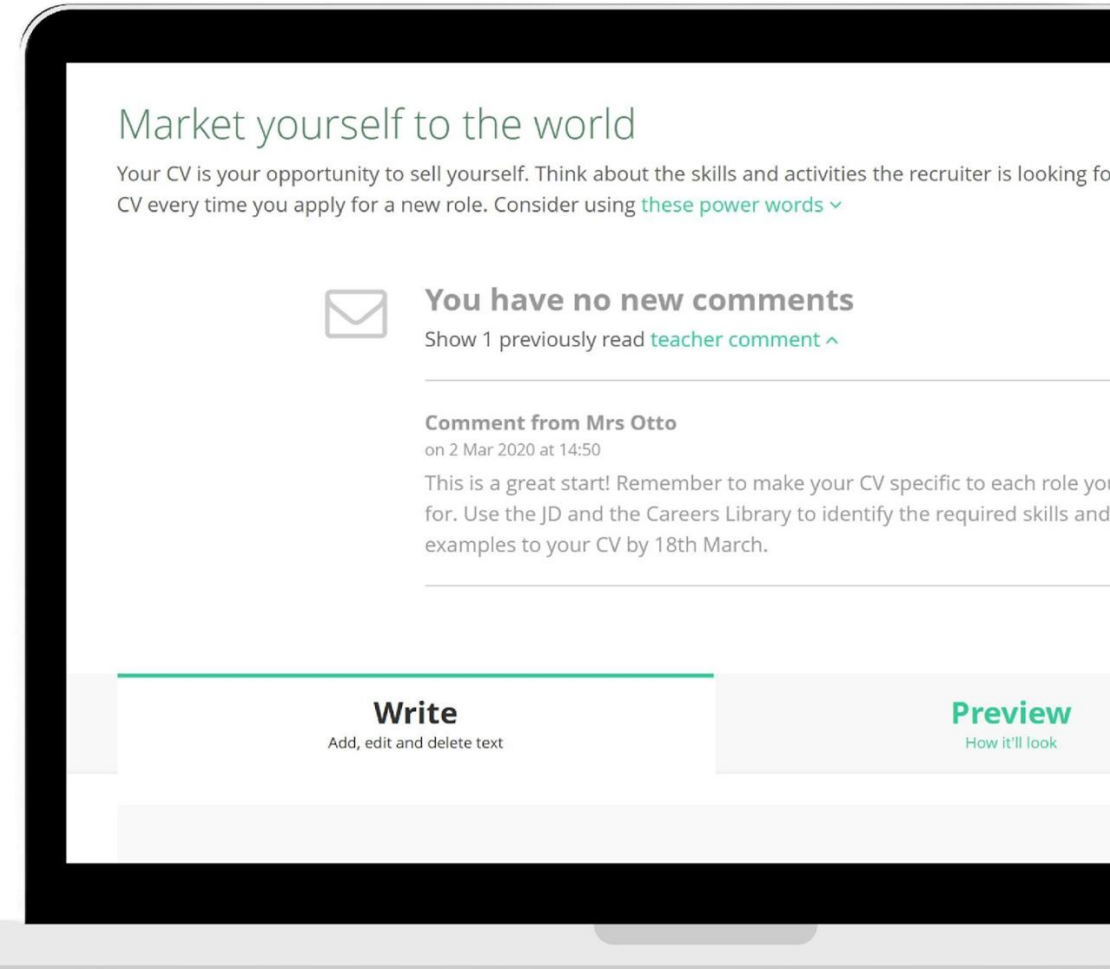 Market yourself to the world
Your CV is your opportunity to sell yourself. Think about the skills and activities the recruiter is looking
CV every time you apply for a new role. Consider using these power words
You have no new comments
Show 1 previously read teacher comment
Comment from Mrs Otto
on 2 Mar 2020 at 14:50
This is a great start! Remember to make your CV specific to each role
for. Use the JD and the Careers Library to identify the required skills and
examples to your CV by 18th March.
Write
Add, edit and delete text
Preview
How it'll look